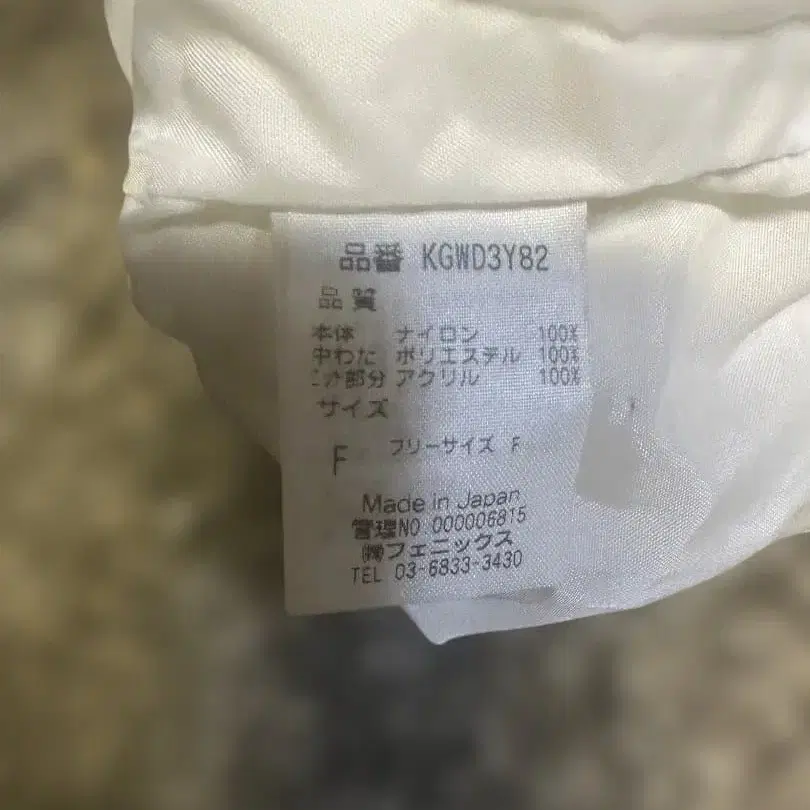 品番 KGWD3Y82
品質
本体 ナイロン 100%
中わた ポリエステル 100%
部分 アクリル 100%
サイズ
F フリーサイズ F
Made in Japan
管理NO 000006815
㈱フェニックス
TEL 03-6833-3430